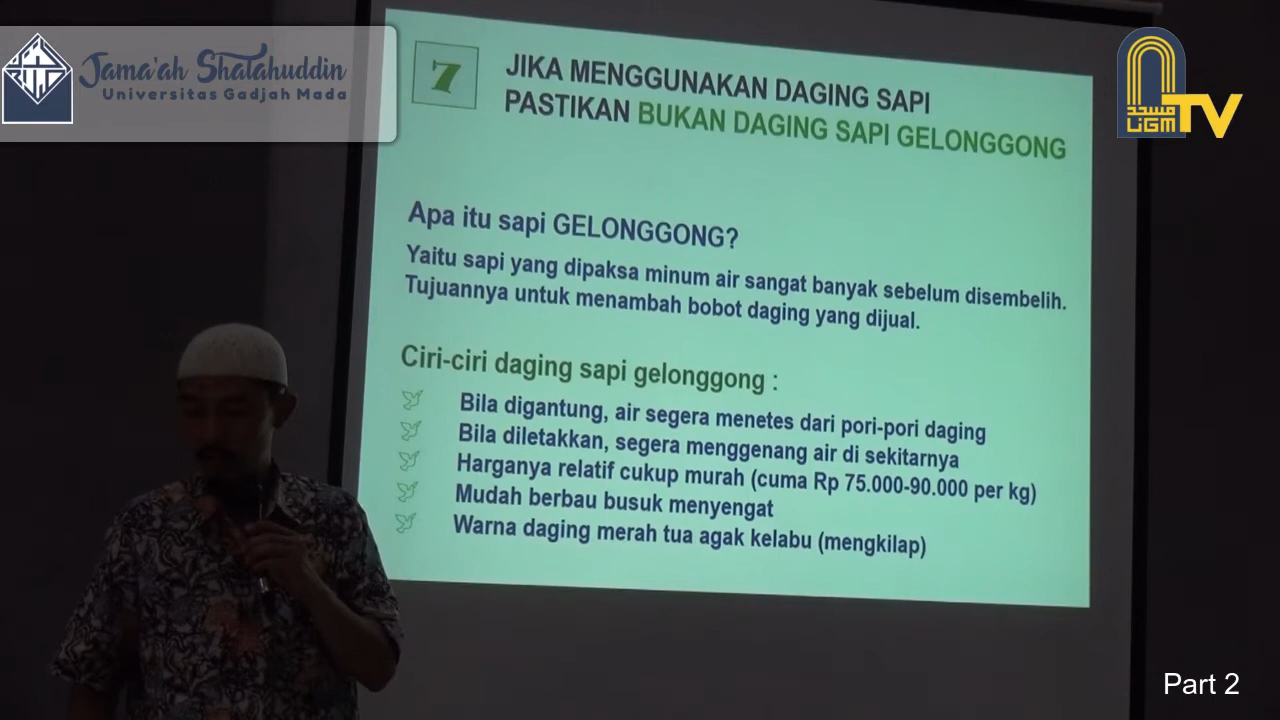 Jama'ah Shalahuddin
Universitas Gadjah Mada
7
JIKA MENGGUNAKAN DAGING SAPI
PASTIKAN BUKAN DAGING SAPI GELONGGONG
مسجد
UGM
TV
Apa itu sapi GELONGGONG?
Yaitu sapi yang dipaksa minum air sangat banyak sebelum disembelih.
Tujuannya untuk menambah bobot daging yang dijual.
Ciri-ciri daging sapi gelonggong :
Bila digantung, air segera menetes dari pori-pori daging
Bila diletakkan, segera menggenang air di sekitarnya
Harganya relatif cukup murah (cuma Rp 75.000-90.000 per kg)
Mudah berbau busuk menyengat
Warna daging merah tua agak kelabu (mengkilap)
Part 2